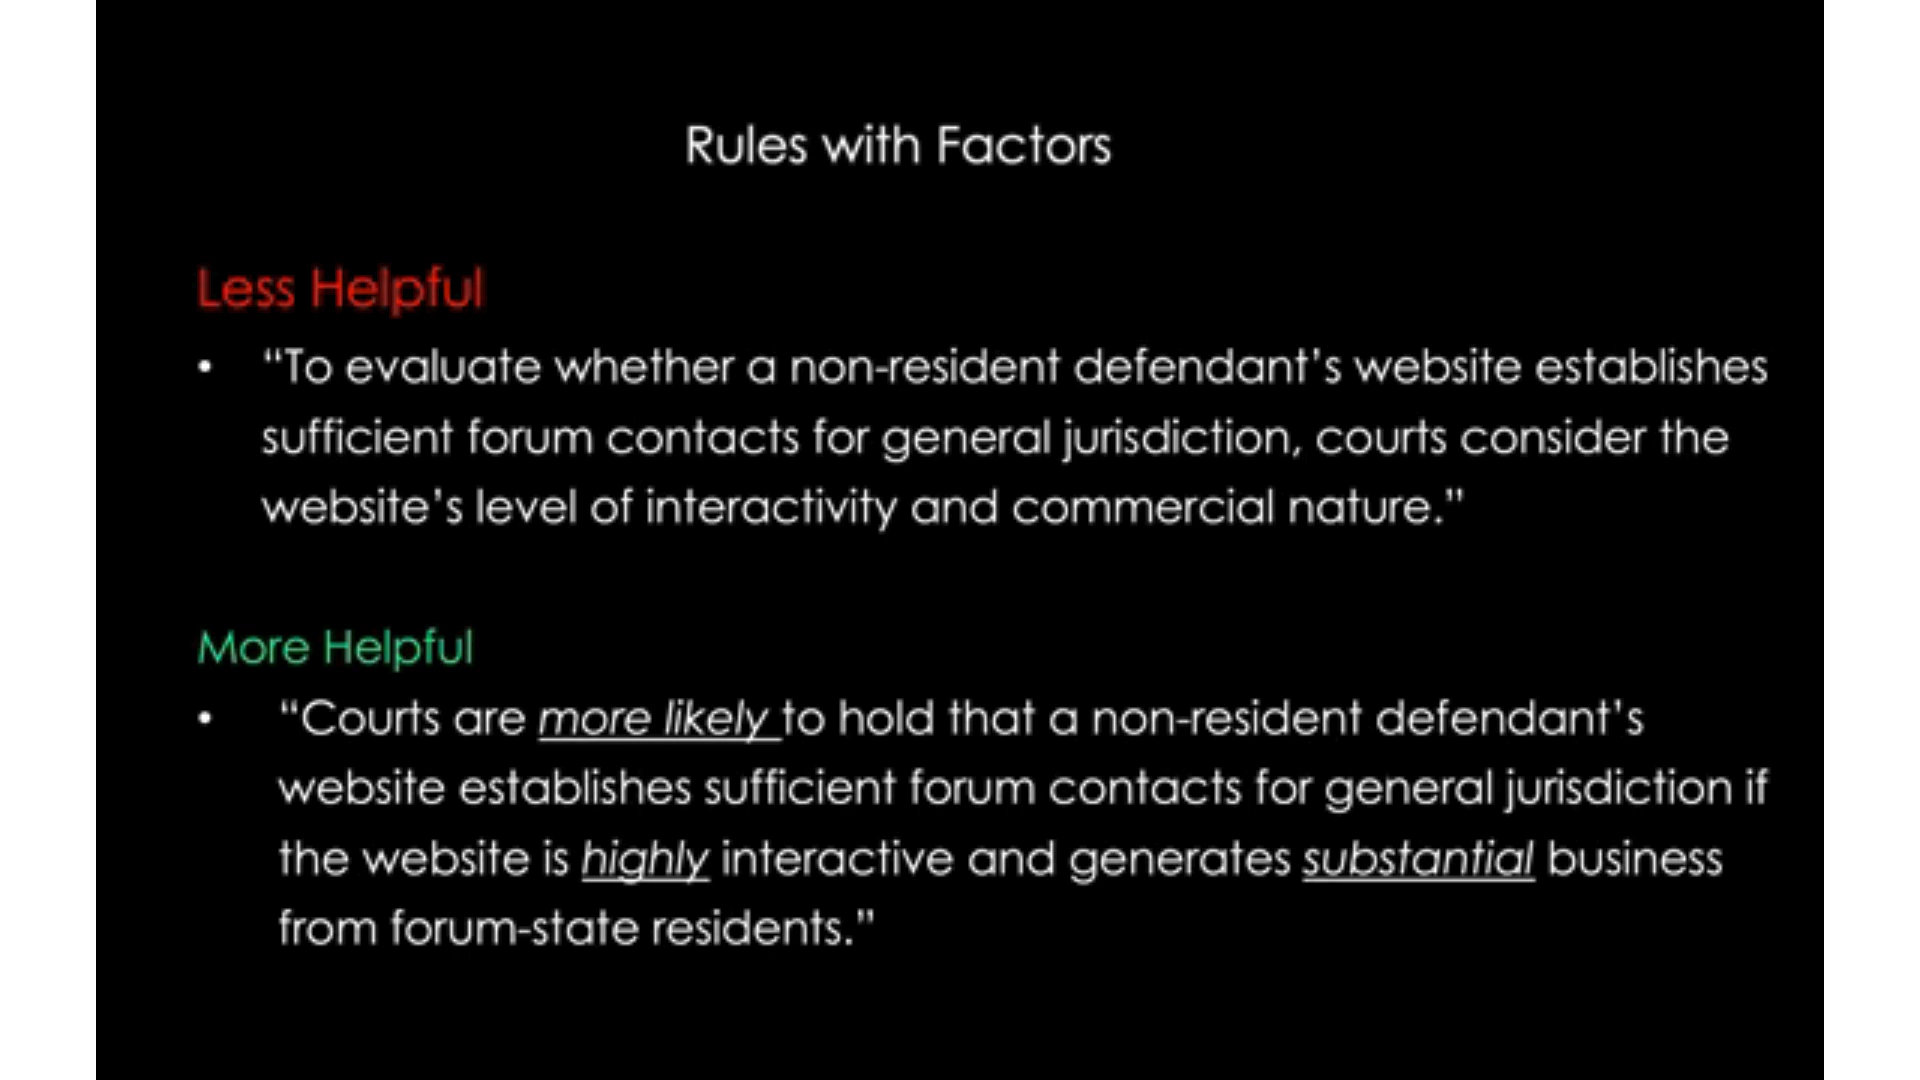 Rules with Factors
Less Helpful
• “To evaluate whether a non-resident defendant’s website establishes
sufficient forum contacts for general jurisdiction, courts consider the
website’s level of interactivity and commercial nature.”
More Helpful
• “Courts are more likely to hold that a non-resident defendant’s
website establishes sufficient forum contacts for general jurisdiction if
the website is highly interactive and generates substantial business
from forum-state residents.”